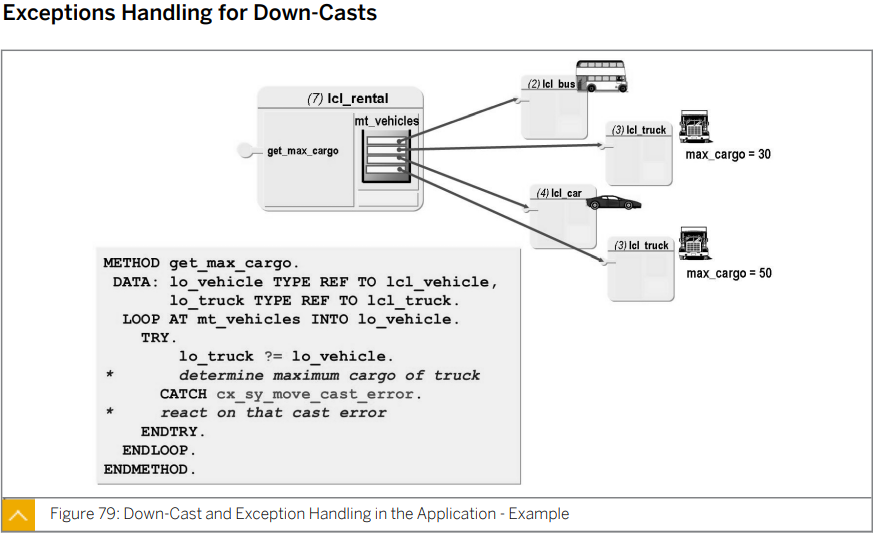 Exceptions Handling for Down-Casts
(7) lcl_rental
mt_vehicles
get_max_cargo
(2) lcl_bus
(3) lcl_truck
max_cargo = 30
(4) lcl_car
(3) lcl_truck
max_cargo = 50
METHOD get_max_cargo.
DATA: lo_vehicle TYPE REF TO lcl_vehicle,
lo_truck TYPE REF TO lcl_truck.
LOOP AT mt_vehicles INTO lo_vehicle.
TRY.
lo_truck ?= lo_vehicle.
* determine maximum cargo of truck
CATCH cx_sy_move_cast_error.
* react on that cast error
ENDTRY.
ENDLOOP.
ENDMETHOD.
Figure 79: Down-Cast and Exception Handling in the Application - Example